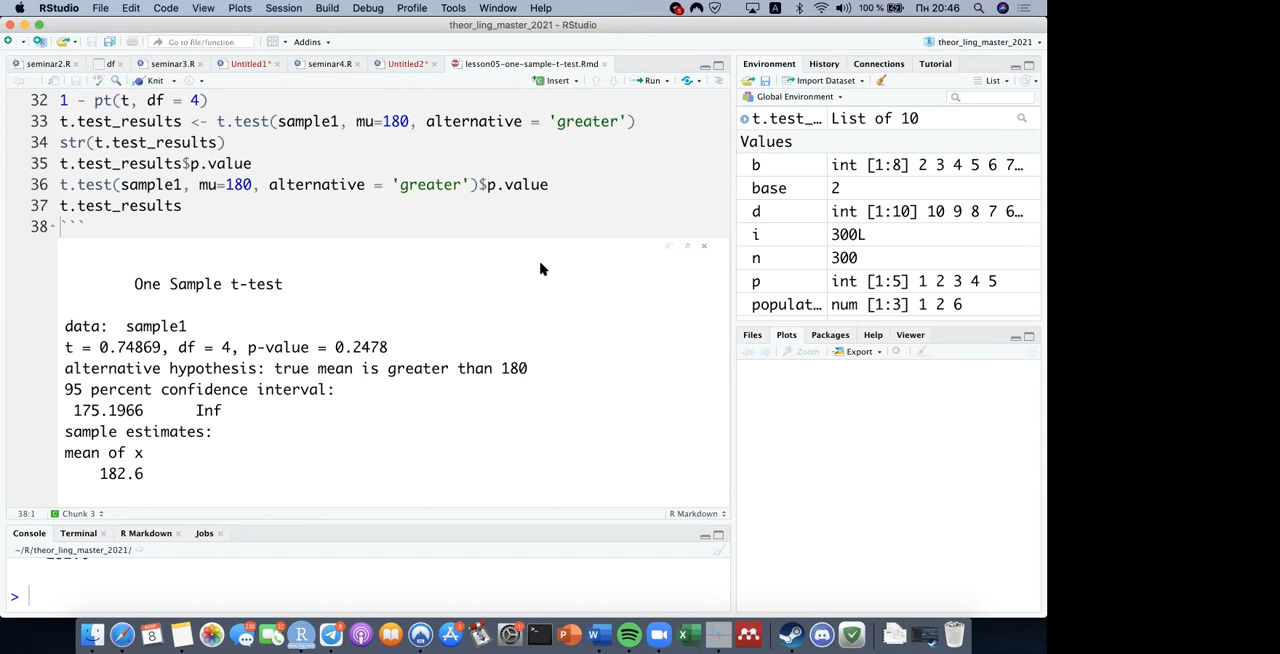 RStudio File Edit Code View Plots Session Build Debug Profile Tools Window Help 100 % Пн 20:46
theor_ling_master_2021 - RStudio
Go to file/function Addins theor_ling_master_2021
seminar2.R df seminar3.R Untitled1* seminar4.R Untitled2* lesson05-one-sample-t-test.Rmd
Knit Insert Run
32 1 - pt(t, df = 4)
33 t.test_results <- t.test(sample1, mu=180, alternative = 'greater')
34 str(t.test_results)
35 t.test_results$p.value
36 t.test(sample1, mu=180, alternative = 'greater')$p.value
37 t.test_results
38 ```
One Sample t-test
data: sample1
t = 0.74869, df = 4, p-value = 0.2478
alternative hypothesis: true mean is greater than 180
95 percent confidence interval:
175.1966 Inf
sample estimates:
mean of x
182.6
38:1 Chunk 3 R Markdown
Console Terminal R Markdown Jobs
~/R/theor_ling_master_2021/
>
Environment History Connections Tutorial
Import Dataset List
Global Environment
t.test_… List of 10
Values
b int [1:8] 2 3 4 5 6 7…
base 2
d int [1:10] 10 9 8 7 6…
i 300L
n 300
p int [1:5] 1 2 3 4 5
populat… num [1:3] 1 2 6
Files Plots Packages Help Viewer
Zoom Export